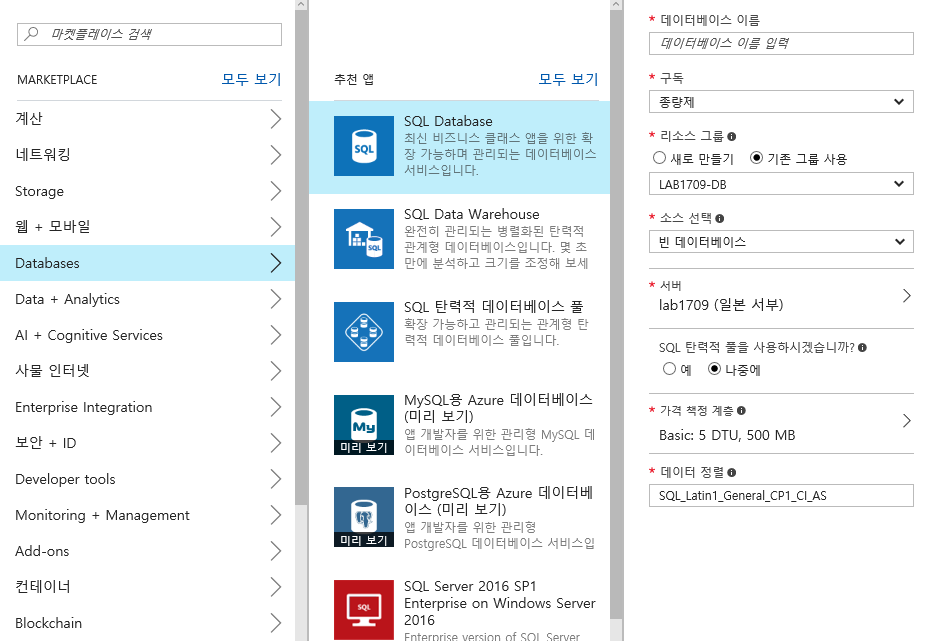 마켓플레이스 검색
MARKETPLACE
모두 보기
계산
네트워킹
Storage
웹 + 모바일
Databases
Data + Analytics
AI + Cognitive Services
사물 인터넷
Enterprise Integration
보안 + ID
Developer tools
Monitoring + Management
Add-ons
컨테이너
Blockchain
추천 앱
모두 보기
SQL
SQL Database
최신 비즈니스 클래스 앱을 위한 확
장 가능하며 관리되는 데이터베이스
서비스입니다.
SQL
SQL Data Warehouse
완전히 관리되는 병렬화된 탄력적
관계형 데이터베이스입니다. 몇 초
만에 분석하고 크기를 조정해 보세
SQL 탄력적 데이터베이스 풀
확장 가능하고 관리되는 관계형 탄
력적 데이터베이스 풀입니다.
My
미리 보기
MySQL용 Azure 데이터베이스
(미리 보기)
앱 개발자를 위한 관리형 MySQL 데
이터베이스 서비스입니다.
미리 보기
PostgreSQL용 Azure 데이터베
이스 (미리 보기)
앱 개발자를 위한 관리형
PostgreSQL 데이터베이스 서비스입
SQL
SQL Server 2016 SP1
Enterprise on Windows Server
2016
Enterprise version of SQL Server
* 데이터베이스 이름
데이터베이스 이름 입력
* 구독
종량제
* 리소스 그룹
새로 만들기 기존 그룹 사용
LAB1709-DB
* 소스 선택
빈 데이터베이스
* 서버
lab1709 (일본 서부)
SQL 탄력적 풀을 사용하시겠습니까?
예 나중에
* 가격 책정 계층
Basic: 5 DTU, 500 MB
* 데이터 정렬
SQL_Latin1_General_CP1_CI_AS